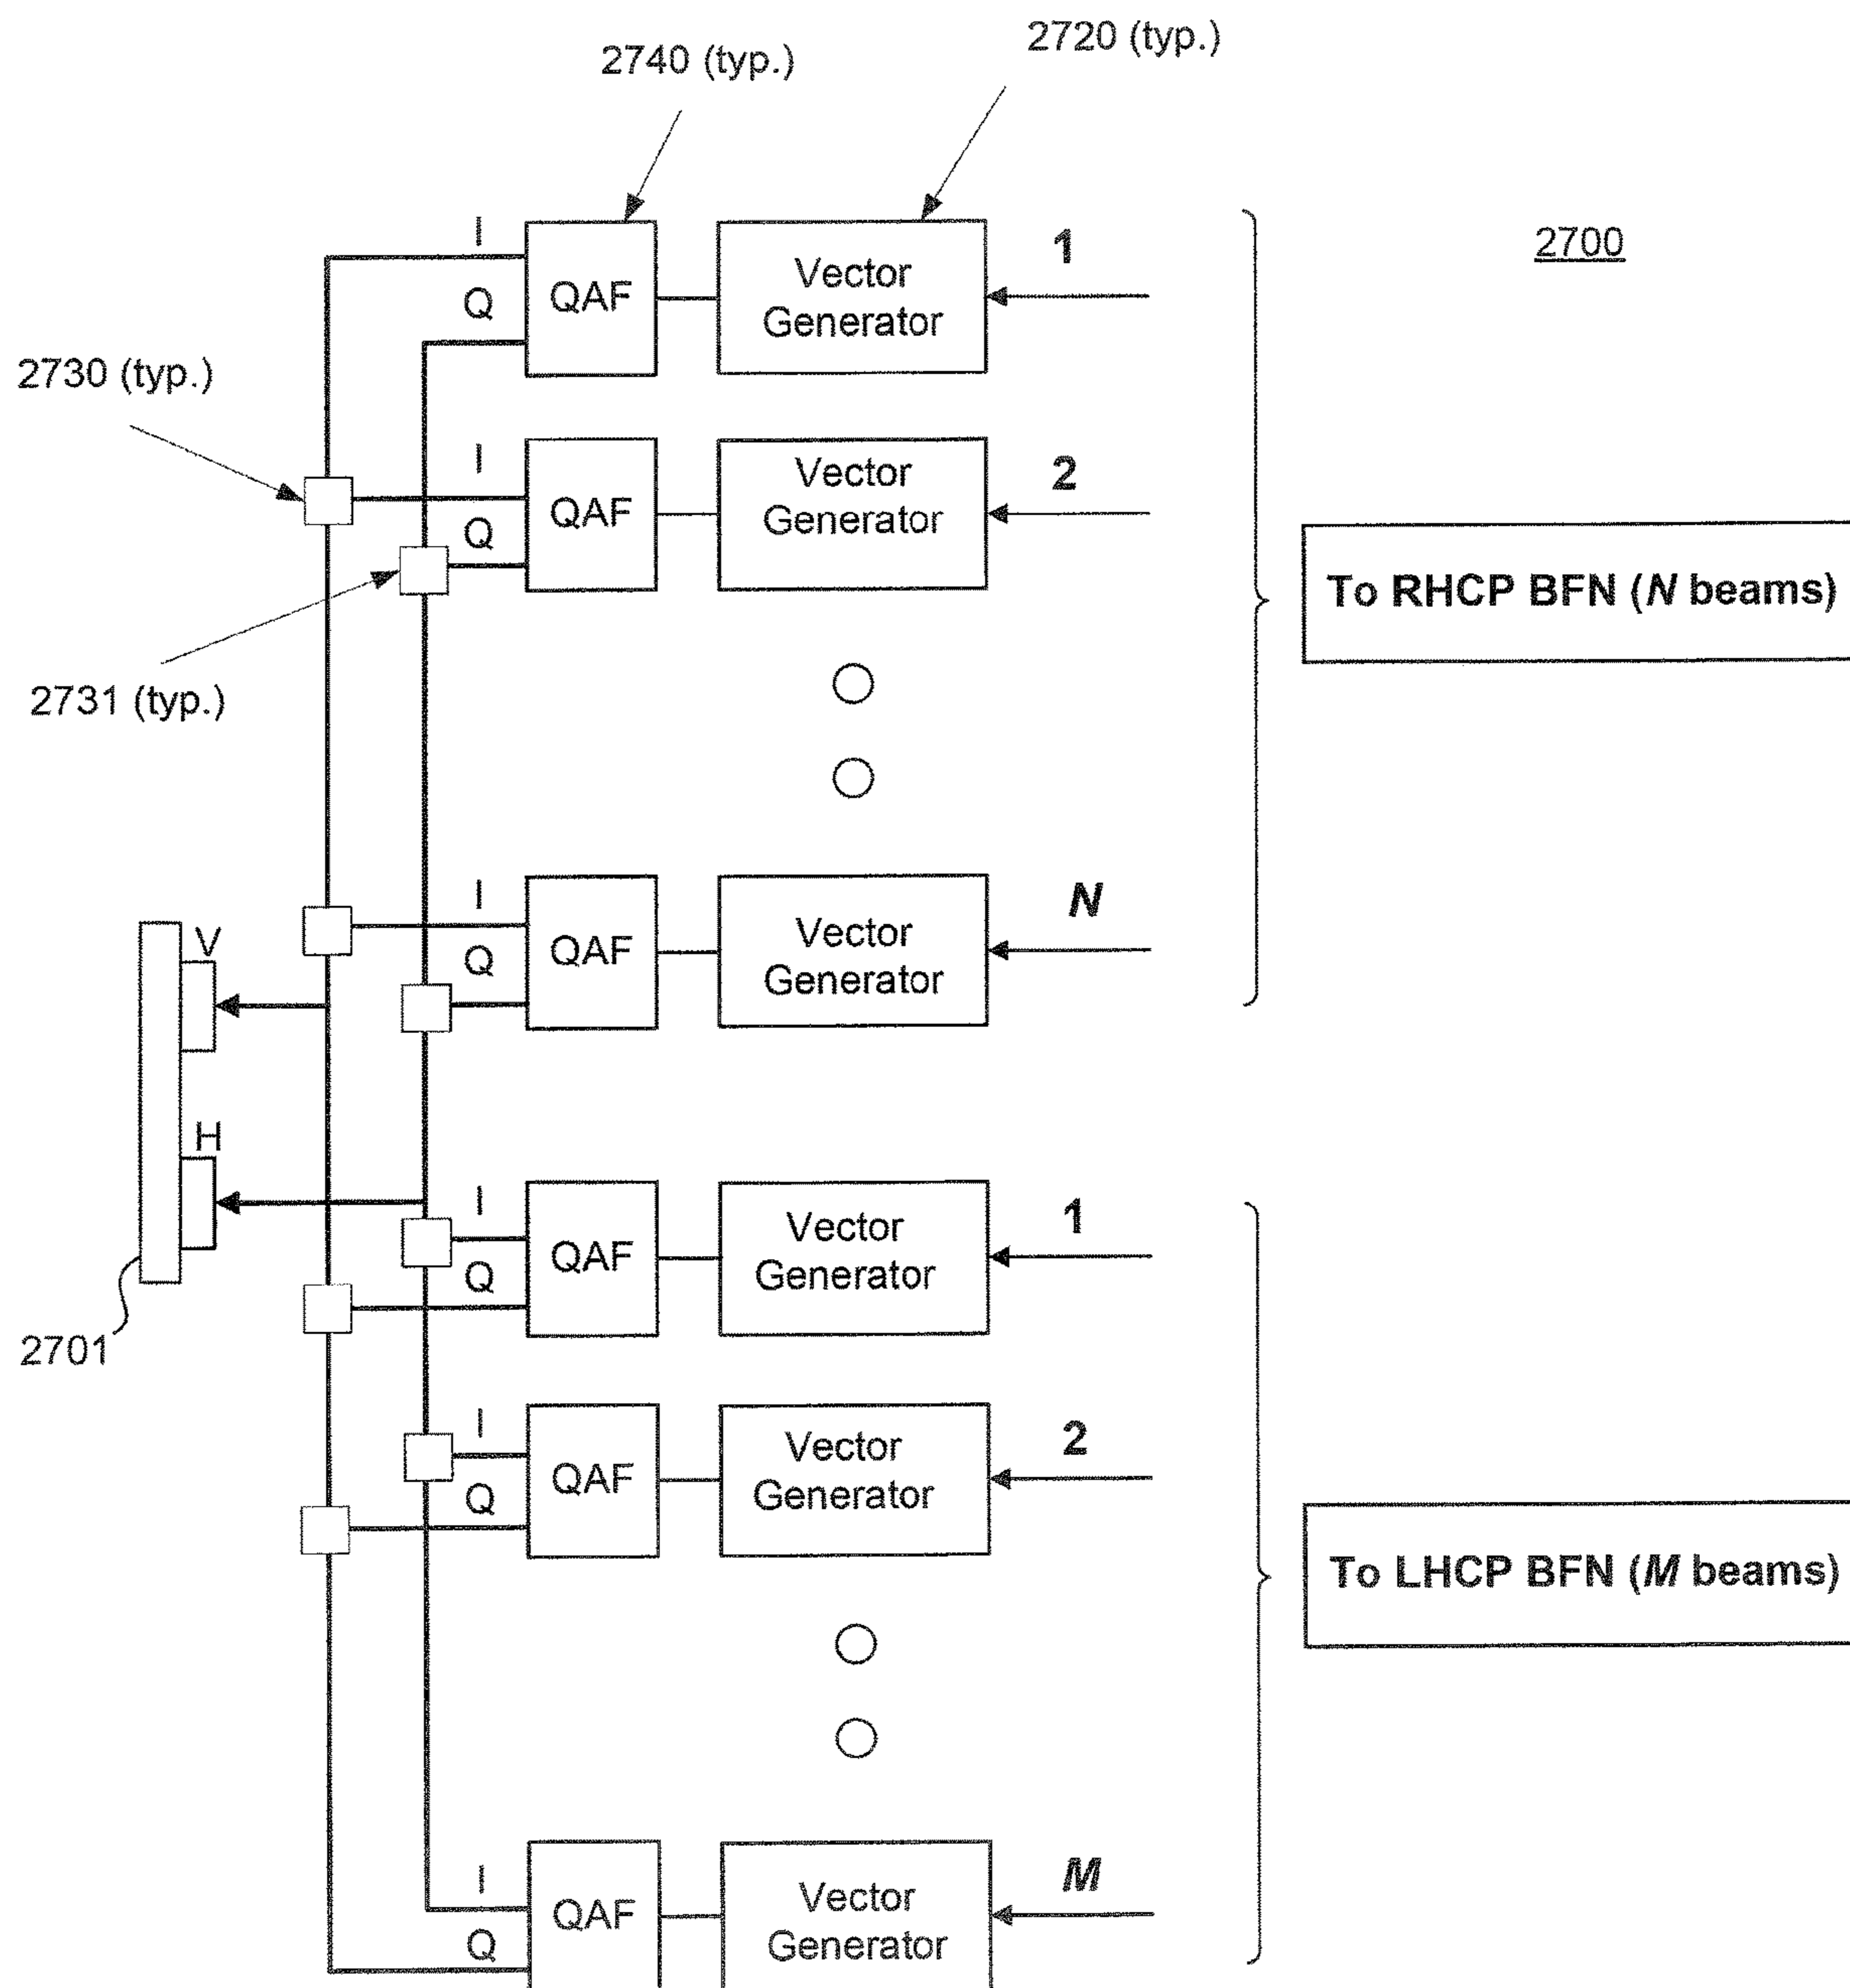 2740 (typ.)
2720 (typ.)
2700
I
Q
QAF
Vector
Generator
1
2730 (typ.)
I
Q
QAF
Vector
Generator
2
To RHCP BFN (N beams)
2731 (typ.)
I
Q
QAF
Vector
Generator
N
V
H
I
Q
QAF
Vector
Generator
1
2701
I
Q
QAF
Vector
Generator
2
To LHCP BFN (M beams)
I
Q
QAF
Vector
Generator
M